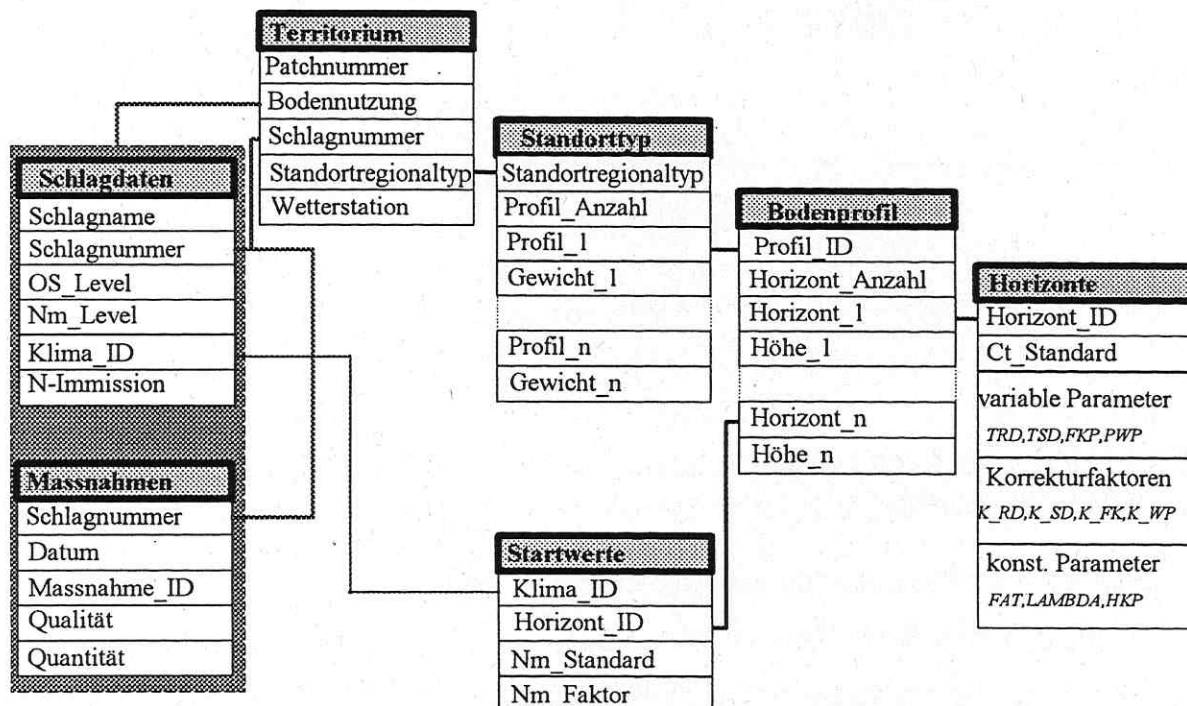 Territorium
Patchnummer
Bodennutzung
Schlagnummer
Standortregionaltyp
Wetterstation
Schlagdaten
Schlagname
Schlagnummer
OS_Level
Nm_Level
Klima_ID
N-Immission
Massnahmen
Schlagnummer
Datum
Massnahme_ID
Qualität
Quantität
Standorttyp
Standortregionaltyp
Profil_Anzahl
Profil_1
Gewicht_1
Profil_n
Gewicht_n
Startwerte
Klima_ID
Horizont_ID
Nm_Standard
Nm_Faktor
Bodenprofil
Profil_ID
Horizont_Anzahl
Horizont_1
Höhe_1
Horizont_n
Höhe_n
Horizonte
Horizont_ID
Ct_Standard
variable Parameter
TRD,TSD,FKP,PWP
Korrekturfaktoren
K_RD,K_SD,K_FK,K_WP
konst. Parameter
FAT,LAMBDA,HKP